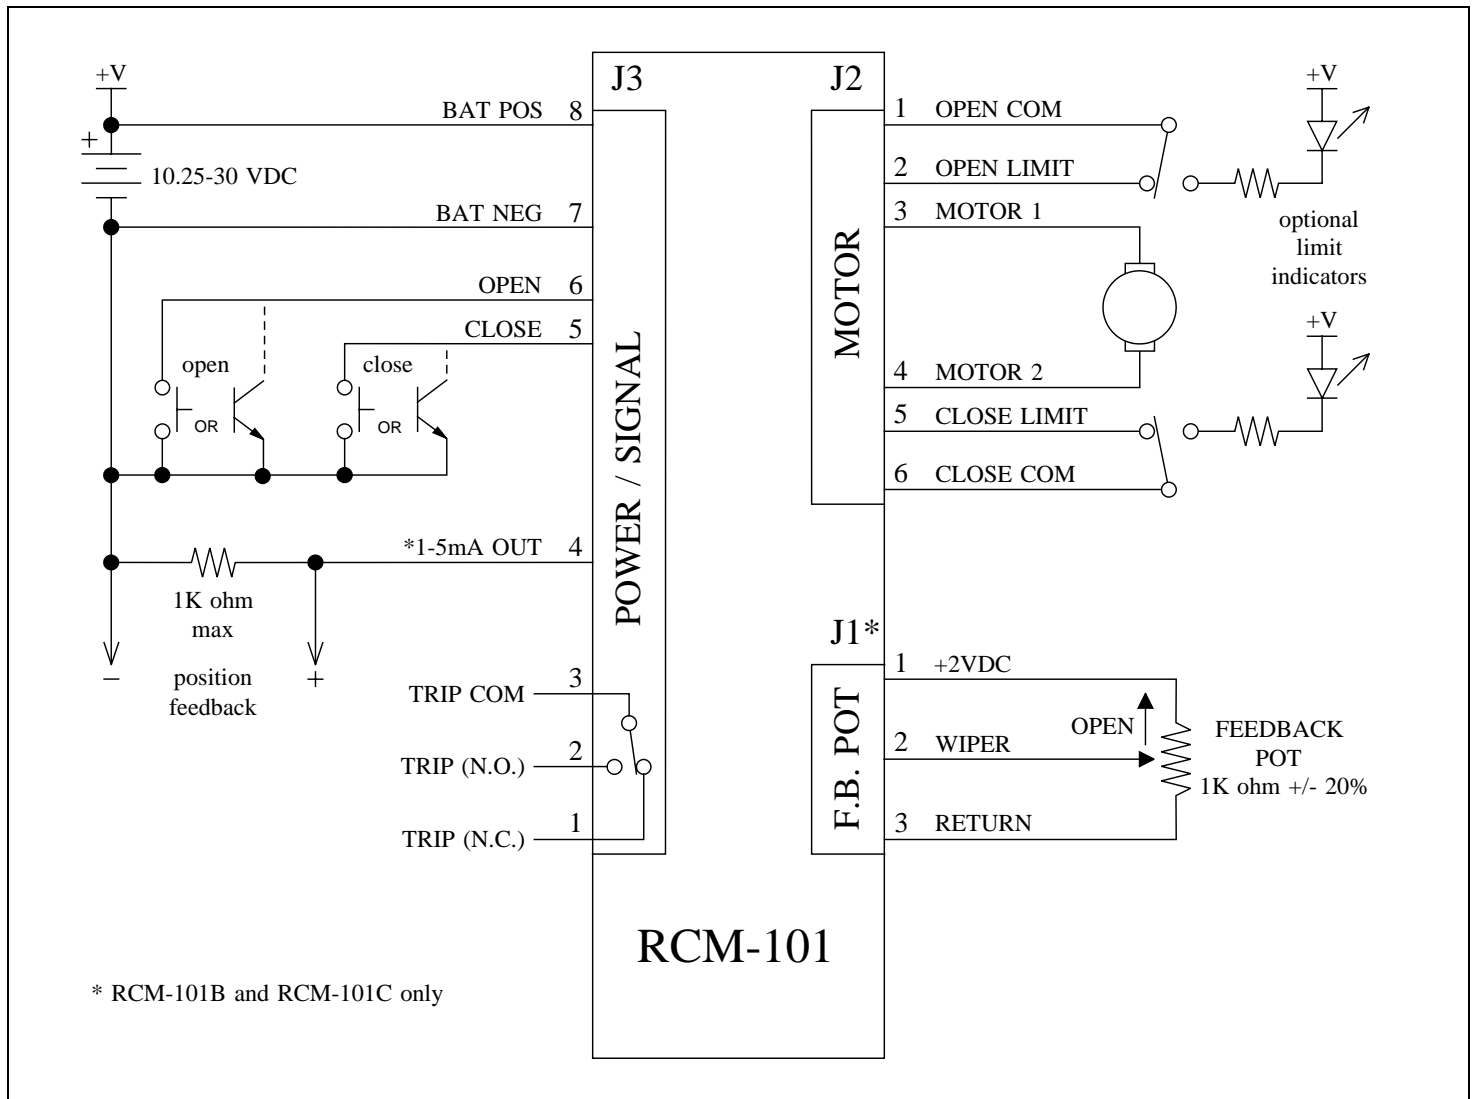 +V
J3
J2
+V
BAT POS 8
1 OPEN COM
+
10.25-30 VDC
2 OPEN LIMIT
BAT NEG 7
3 MOTOR 1
optional
limit
indicators
OPEN 6
CLOSE 5
MOTOR
+V
open
OR
close
OR
4 MOTOR 2
5 CLOSE LIMIT
6 CLOSE COM
POWER / SIGNAL
*1-5mA OUT 4
1K ohm
max
− position +
feedback
J1*
1 +2VDC
TRIP COM 3
OPEN
F.B. POT
2 WIPER
FEEDBACK
POT
1K ohm +/- 20%
TRIP (N.O.) 2
TRIP (N.C.) 1
3 RETURN
RCM-101
* RCM-101B and RCM-101C only